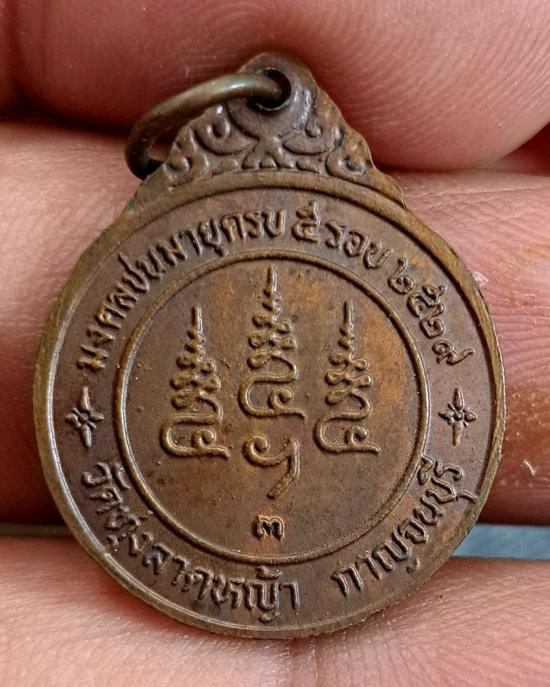 มงคลชนมายุครบ ๕ รอบ ๒๕๒๙
๓
วัดทุ่งลาดหญ้า กาญจนบุรี